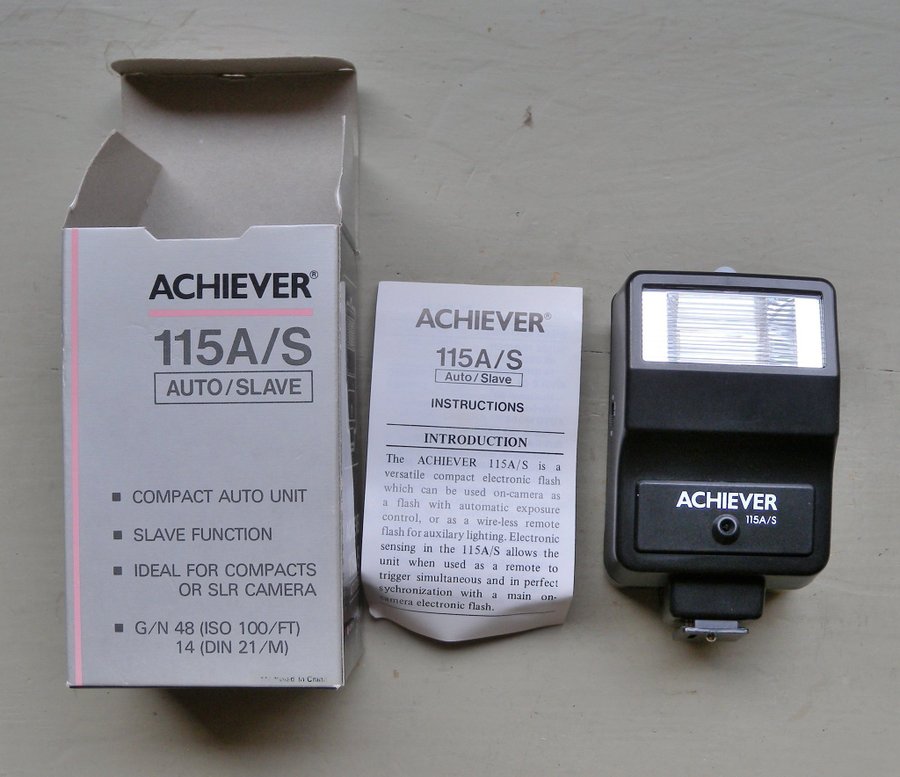 ACHIEVER®
115A/S
AUTO/SLAVE
■ COMPACT AUTO UNIT
■ SLAVE FUNCTION
■ IDEAL FOR COMPACTS
OR SLR CAMERA
■ G/N 48 (ISO 100/FT)
14 (DIN 21/M)
ACHIEVER®
115A/S
Auto/Slave
INSTRUCTIONS
INTRODUCTION
The ACHIEVER 115A/S is a
versatile compact electronic flash
which can be used on-camera as
a flash with automatic exposure
control, or as a wire-less remote
flash for auxilary lighting. Electronic
sensing in the 115A/S allows the
unit when used as a remote to
trigger simultaneous and in perfect
sychronization with a main on-
camera electronic flash.
ACHIEVER
115A/S